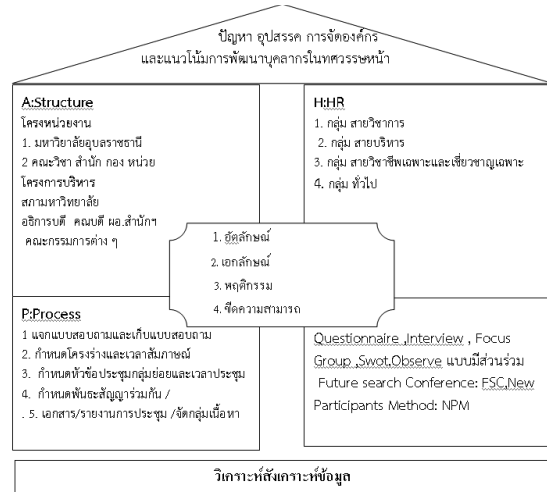 ปัญหา อุปสรรค การจัดองค์กร
และแนวโน้มการพัฒนาบุคลากรในทศวรรษหน้า
A:Structure
โครงหน่วยงาน
1. มหาวิทยาลัยอุบลราชธานี
2 คณะวิชา สำนัก กอง หน่วย
โครงการบริหาร
สภามหาวิทยาลัย
อธิการบดี คณบดี ผอ.สำนักฯ
คณะกรรมการต่าง ๆ
H:HR
1. กลุ่ม สายวิชาการ
2. กลุ่ม สายบริหาร
3. กลุ่ม สายวิชาชีพเฉพาะและเชี่ยวชาญเฉพาะ
4. กลุ่ม ทั่วไป
1. อัตลักษณ์
2. เอกลักษณ์
3. พฤติกรรม
4. ขีดความสามารถ
P:Process
1 แจกแบบสอบถามและเก็บแบบสอบถาม
2. กำหนดโครงร่างและเวลาสัมภาษณ์
3. กำหนดหัวข้อประชุมกลุ่มย่อยและเวลาประชุม
4. กำหนดพันธะสัญญาร่วมกัน /
. 5. เอกสาร/รายงานการประชุม /จัดกลุ่มเนื้อหา
Questionnaire ,Interview , Focus
Group ,Swot,Observe แบบมีส่วนร่วม
Future search Conference: FSC,New
Participants Method: NPM
วิเคราะห์สังเคราะห์ข้อมูล